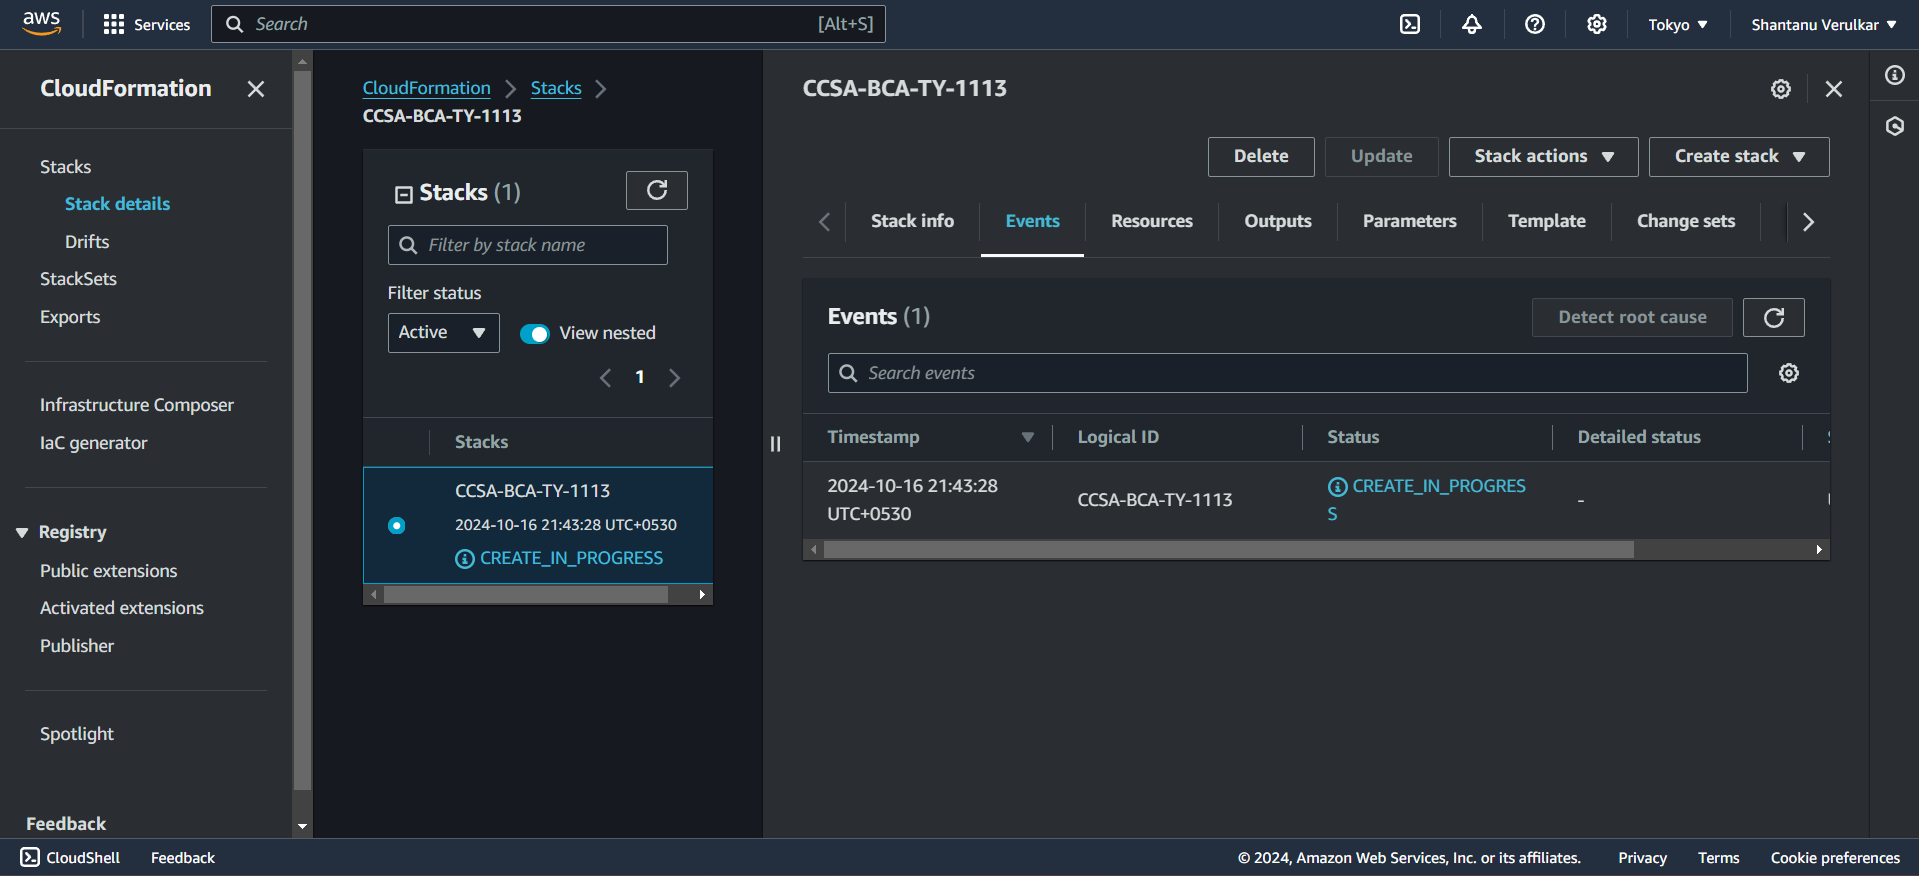 aws
Services
Search [Alt+S]
Tokyo
Shantanu Verulkar
CloudFormation
Stacks
Stack details
Drifts
StackSets
Exports
Infrastructure Composer
IaC generator
Registry
Public extensions
Activated extensions
Publisher
Spotlight
Feedback
CloudFormation
Stacks
CCSA-BCA-TY-1113
Stacks (1)
Filter by stack name
Filter status
Active
View nested
1
Stacks
CCSA-BCA-TY-1113
2024-10-16 21:43:28 UTC+0530
CREATE_IN_PROGRESS
CCSA-BCA-TY-1113
Delete
Update
Stack actions
Create stack
Stack info
Events
Resources
Outputs
Parameters
Template
Change sets
Events (1)
Detect root cause
Search events
Timestamp
Logical ID
Status
Detailed status
2024-10-16 21:43:28
UTC+0530
CCSA-BCA-TY-1113
CREATE_IN_PROGRES
S
-
CloudShell
Feedback
© 2024, Amazon Web Services, Inc. or its affiliates.
Privacy
Terms
Cookie preferences